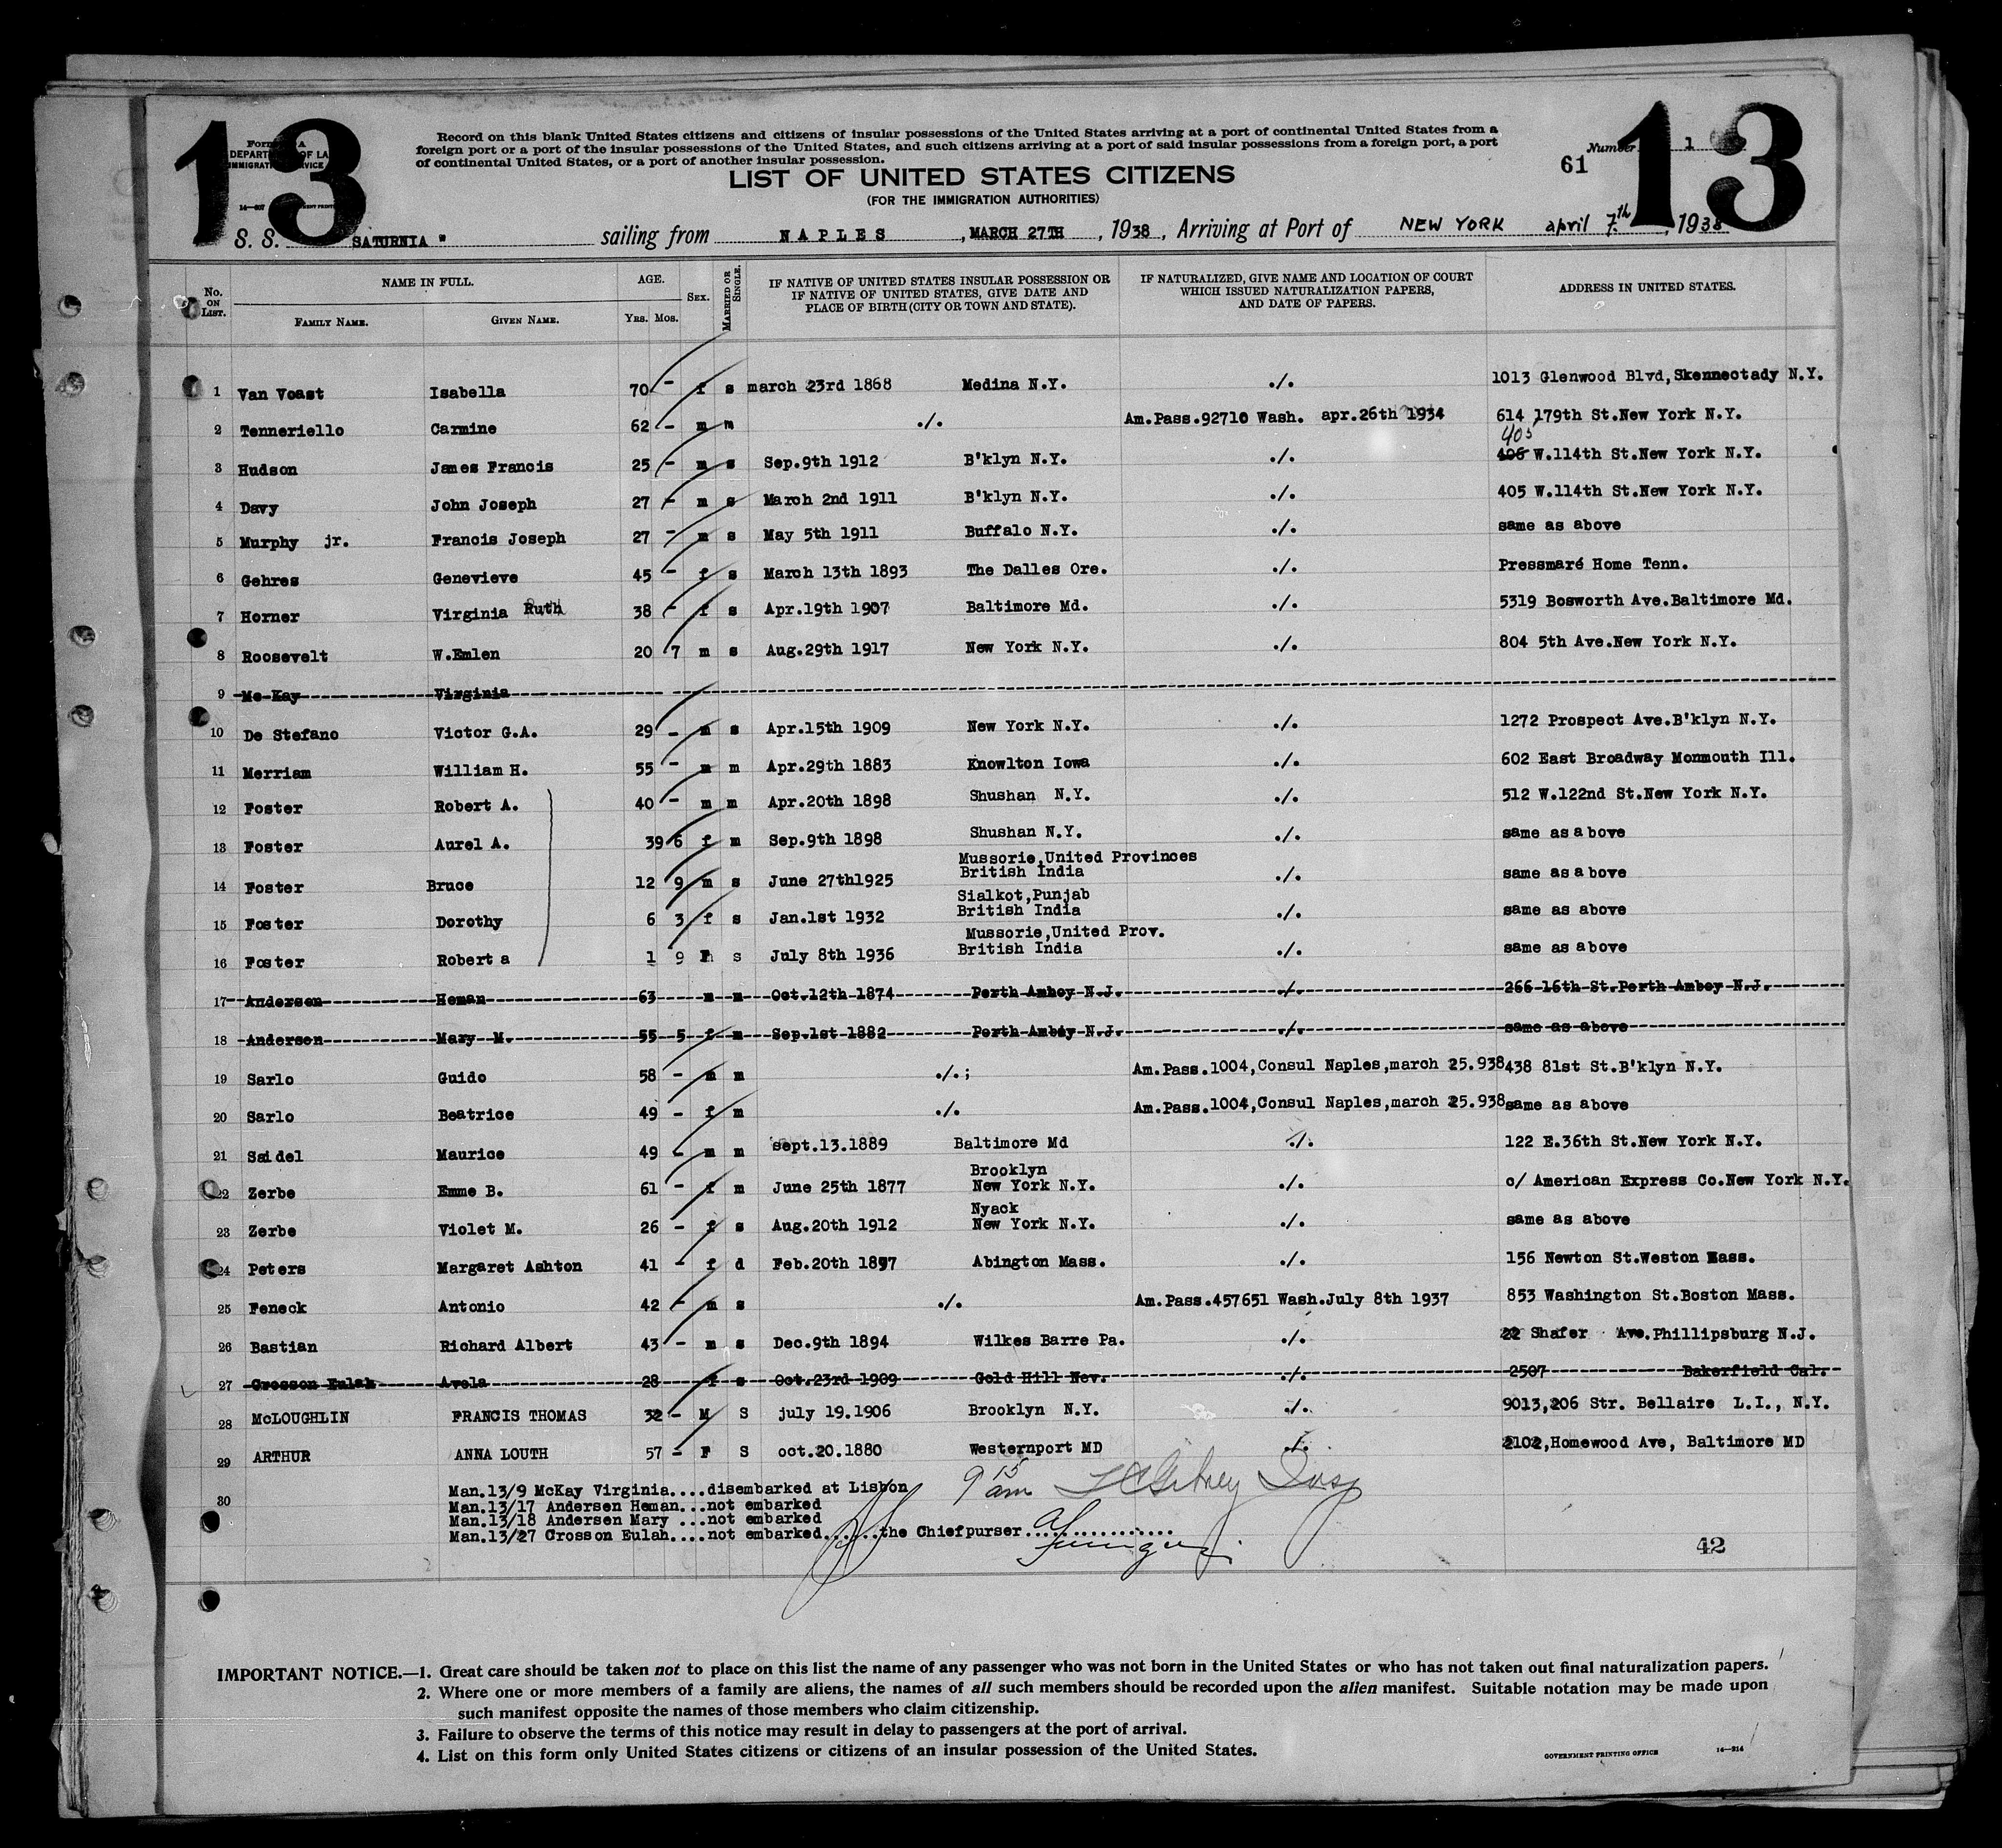 13
13
Form
DEPARTMENT OF LA
IMMIGRATION SERVICE
Record on this blank United States citizens and citizens of insular possessions of the United States arriving at a port of continental United States from a
foreign port or a port of the insular possessions of the United States, and such citizens arriving at a port of said insular possessions from a foreign port, a port
of continental United States, or a port of another insular possession.
Number 1
61
LIST OF UNITED STATES CITIZENS
(FOR THE IMMIGRATION AUTHORITIES)
S. S. SATURNIA " sailing from NAPLES, MARCH 27TH, 1938, Arriving at Port of NEW YORK april 7.th, 1938
No. ON LIST. NAME IN FULL. FAMILY NAME. GIVEN NAME. AGE. YRS. MOS. SEX. MARRIED OR SINGLE. IF NATIVE OF UNITED STATES INSULAR POSSESSION OR IF NATIVE OF UNITED STATES, GIVE DATE AND PLACE OF BIRTH (CITY OR TOWN AND STATE). IF NATURALIZED, GIVE NAME AND LOCATION OF COURT WHICH ISSUED NATURALIZATION PAPERS, AND DATE OF PAPERS. ADDRESS IN UNITED STATES.
1 Van Voast Isabella 70 - f s march 23rd 1868 Medina N.Y. ./. 1013 Glenwood Blvd, Skennectady N.Y.
2 Tenneriello Carmine 62 - m m ./. Am.Pass.92710 Wash. apr.26th 1934 614 179th St.New York N.Y.
3 Hudson James Francis 25 - m s Sep.9th 1912 B'klyn N.Y. ./. 405 406 W.114th St.New York N.Y.
4 Davy John Joseph 27 - m s March 2nd 1911 B'klyn N.Y. ./. 405 W.114th St.New York N.Y.
5 Murphy jr. Francis Joseph 27 - m s May 5th 1911 Buffalo N.Y. ./. same as above
6 Gehres Genevieve 45 - f s March 13th 1893 The Dalles Ore. ./. Pressmaré Home Tenn.
7 Horner Virginia Ruth 38 - f s Apr.19th 1907 Baltimore Md. ./. 5319 Bosworth Ave.Baltimore Md.
8 Roosevelt W.Emlen 20 7 m s Aug.29th 1917 New York N.Y. ./. 804 5th Ave.New York N.Y.
9 Mc Kay Virginia
10 De Stefano Victor G.A. 29 - m s Apr.15th 1909 New York N.Y. ./. 1272 Prospect Ave.B'klyn N.Y.
11 Merriam William H. 55 - m m Apr.29th 1883 Knowlton Iowa ./. 602 East Broadway Monmouth Ill.
12 Foster Robert A. 40 - m m Apr.20th 1898 Shushan N.Y. ./. 512 W.122nd St.New York N.Y.
13 Foster Aurel A. 39 6 f m Sep.9th 1898 Shushan N.Y. ./. same as above
14 Foster Bruce 12 9 m s June 27th1925 Mussorie,United Provinces British India ./. same as above
15 Foster Dorothy 6 3 f s Jan.1st 1932 Sialkot,Punjab British India ./. same as above
16 Foster Robert a 1 9 F s July 8th 1936 Mussorie,United Prov. British India ./. same as above
17 Andersen Heman 63 m m Oct.12th 1874 Perth Amboy N.J. ./. 266 16th St.Perth Amboy N.J.
18 Andersen Mary M. 55 5 f m Sep.1st 1882 Perth Amboy N.J. ./. same as above
19 Sarlo Guido 58 - m m ./.; Am.Pass.1004,Consul Naples,march 25.938 438 81st St.B'klyn N.Y.
20 Sarlo Beatrice 49 - f m ./. Am.Pass.1004,Consul Naples,march 25.938 same as above
21 Saidel Maurice 49 - m m sept.13.1889 Baltimore Md ./. 122 E.36th St.New York N.Y.
22 Zerbe Emme B. 61 - f m June 25th 1877 Brooklyn New York N.Y. ./. c/ American Express Co.New York N.Y.
23 Zerbe Violet M. 26 - f s Aug.20th 1912 Nyack New York N.Y. ./. same as above
24 Peters Margaret Ashton 41 - f d Feb.20th 1897 Abington Mass. ./. 156 Newton St.Weston Mass.
25 Feneck Antonio 42 - m s ./. Am.Pass.457651 Wash.July 8th 1937 853 Washington St.Boston Mass.
26 Bastian Richard Albert 43 - m s Dec.9th 1894 Wilkes Barre Pa. ./. 22 Shafer Ave.Phillipsburg N.J.
27 Crosson Eulah Avola 28 f s Oct.23rd 1909 Gold Hill Nev. ./. 2507 Bakerfield Cal.
28 McLOUGHLIN FRANCIS THOMAS 32 - M S july 19.1906 Brooklyn N.Y. ./. 9013,206 Str. Bellaire L.I., N.Y.
29 ARTHUR ANNA LOUTH 57 - F S oct.20.1880 Westernport MD ./. 2102,Homewood Ave, Baltimore MD
30
Man.13/9 McKay Virginia....disembarked at Lisbon 9 15 am
Man.13/17 Andersen Heman...not embarked
Man.13/18 Andersen Mary ...not embarked
Man.13/27 Crosson Eulah....not embarked......the Chiefpurser................
42
IMPORTANT NOTICE.—1. Great care should be taken not to place on this list the name of any passenger who was not born in the United States or who has not taken out final naturalization papers.
2. Where one or more members of a family are aliens, the names of all such members should be recorded upon the alien manifest. Suitable notation may be made upon
such manifest opposite the names of those members who claim citizenship.
3. Failure to observe the terms of this notice may result in delay to passengers at the port of arrival.
4. List on this form only United States citizens or citizens of an insular possession of the United States.
GOVERNMENT PRINTING OFFICE 14—314